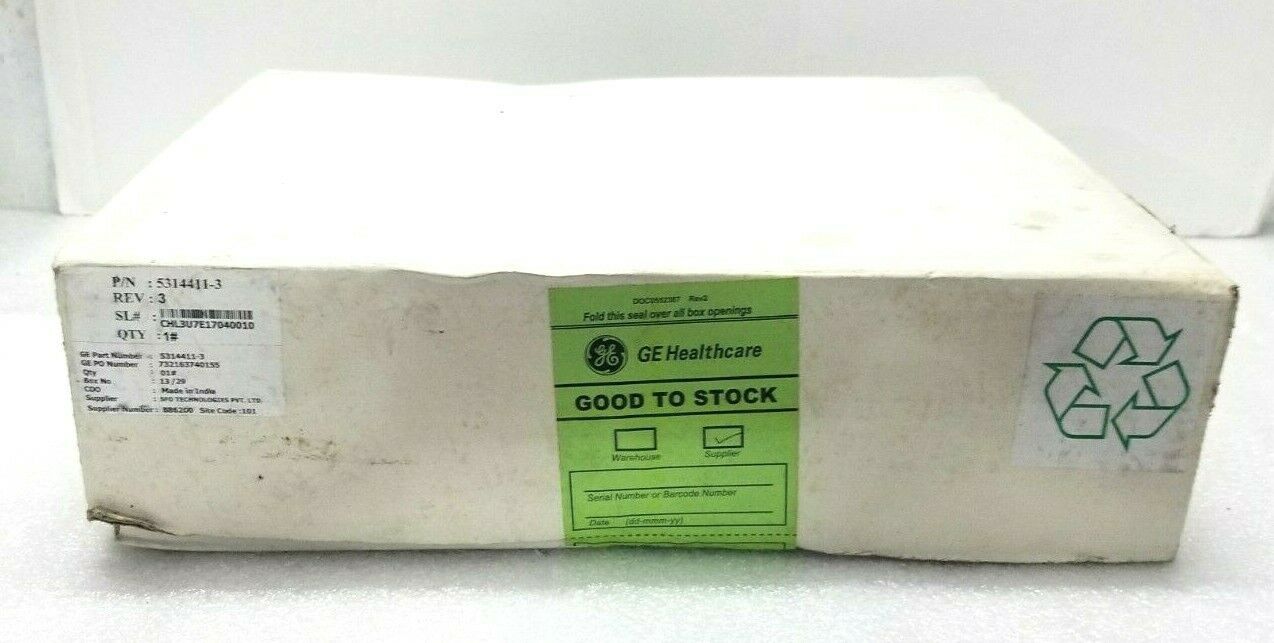 P/N : 5314411-3
REV : 3
SL#
CHL3U7E17040010
QTY : 1#
GE Part Number : 5314411-3
GE PO Number : 732163740155
Qty : 01#
Box No : 13 / 29
COO : Made in India
Supplier : SFO TECHNOLOGIES PVT. LTD
Supplier Number : 886200 Site Code :101
Rev2
Fold this seal over all box openings
GE Healthcare
GOOD TO STOCK
Warehouse
Supplier
Serial Number or Barcode Number
Date (dd-mmm-yy)